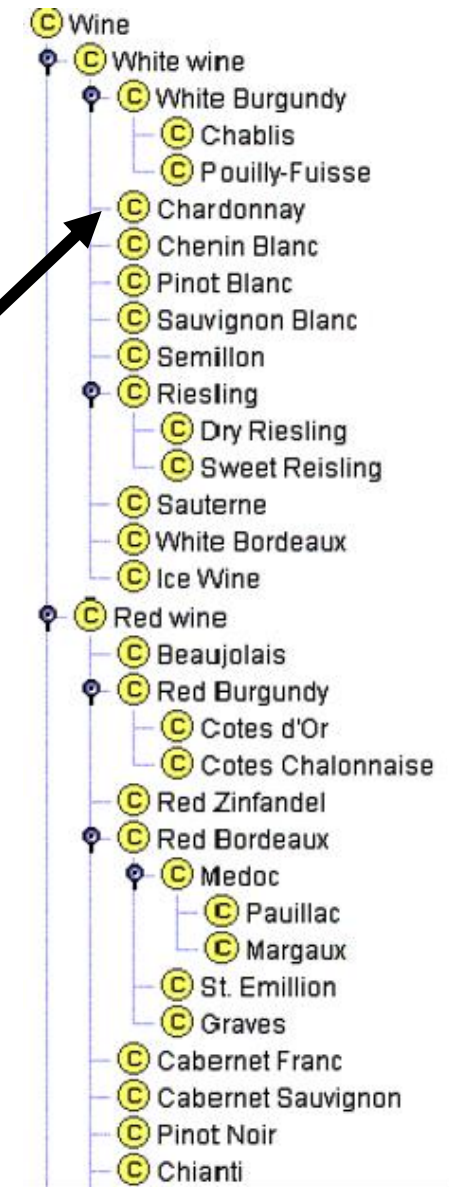 C Wine
C White wine
C White Burgundy
C Chablis
C Pouilly-Fuisse
C Chardonnay
C Chenin Blanc
C Pinot Blanc
C Sauvignon Blanc
C Semillon
C Riesling
C Dry Riesling
C Sweet Reisling
C Sauterne
C White Bordeaux
C Ice Wine
C Red wine
C Beaujolais
C Red Burgundy
C Cotes d'Or
C Cotes Chalonnaise
C Red Zinfandel
C Red Bordeaux
C Medoc
C Pauillac
C Margaux
C St. Emillion
C Graves
C Cabernet Franc
C Cabernet Sauvignon
C Pinot Noir
C Chianti